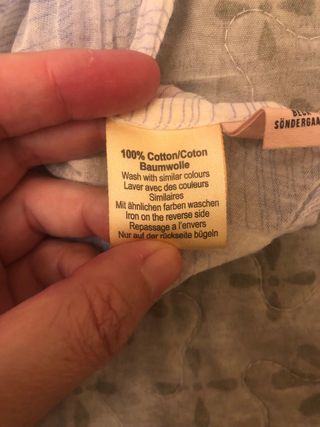 SÖNDERGAA
100% Cotton/Coton
Baumwolle
Wash with similar colours
Laver avec des couleurs
Similaires
Mit ähnlichen farben waschen
Iron on the reverse side
Repassage a l'envers
Nur auf der rückseite bügeln